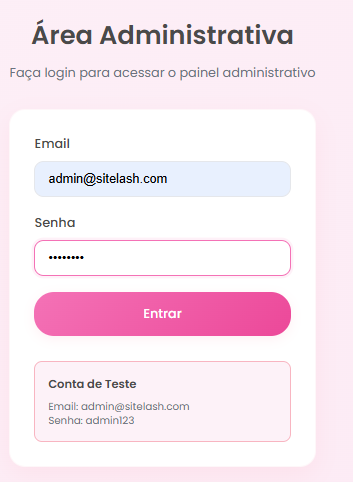 Área Administrativa
Faça login para acessar o painel administrativo
Email
admin@sitelash.com
Senha
••••••••
Entrar
Conta de Teste
Email: admin@sitelash.com
Senha: admin123